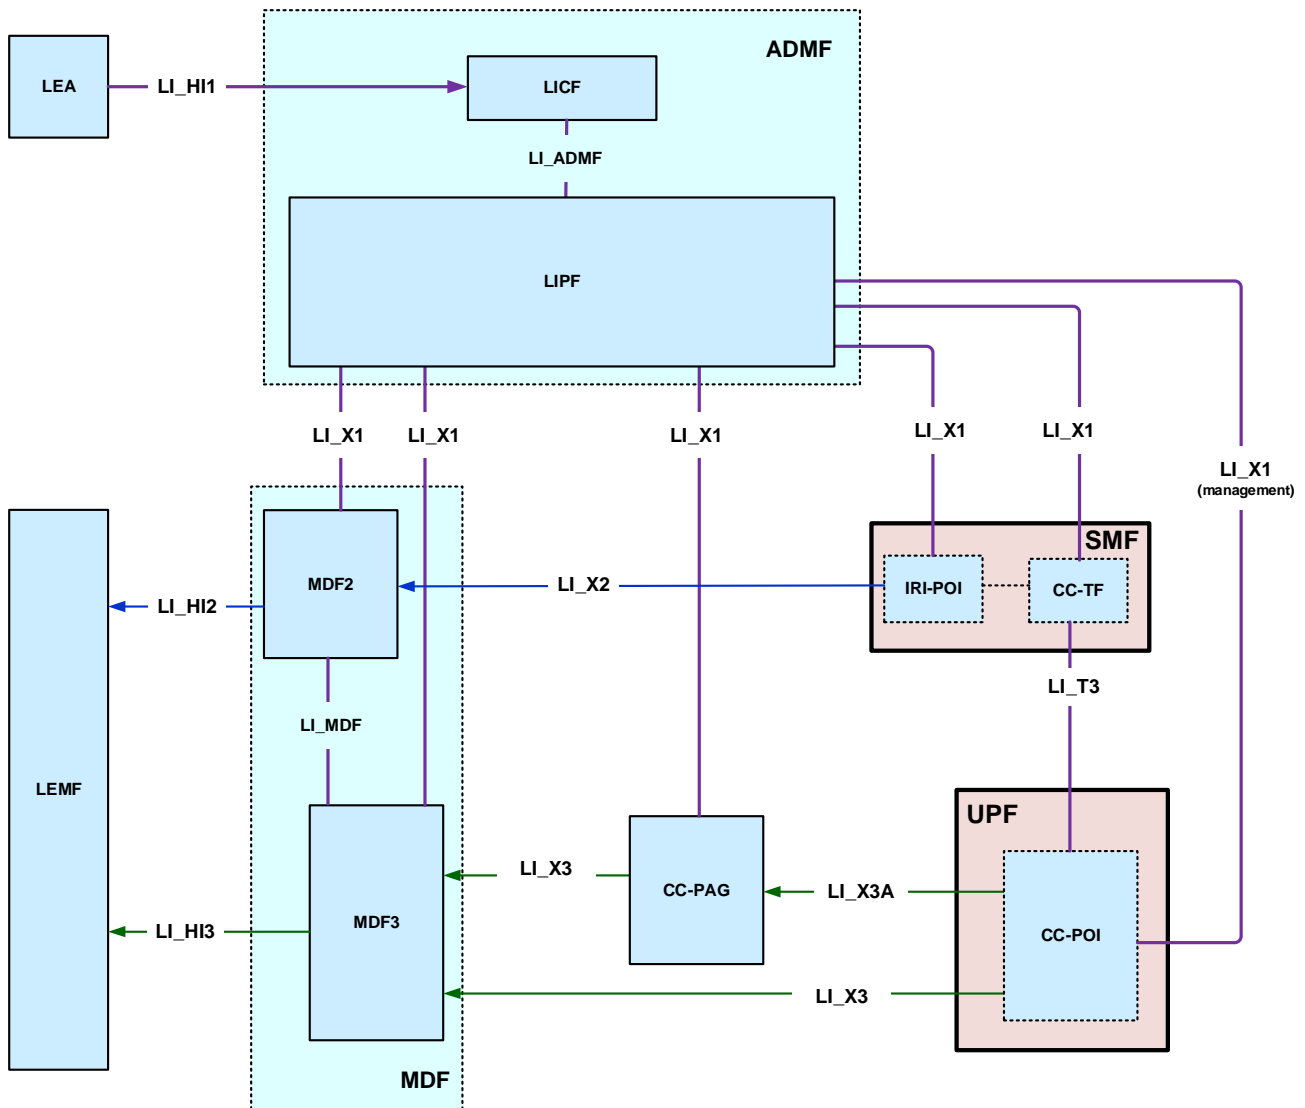 ADMF
LEA
LI_HI1
LICF
LI_ADMF
LIPF
LI_X1
LI_X1
LI_X1
LI_X1
LI_X1
LI_X1
(management)
SMF
MDF2
LI_X2
IRI-POI
CC-TF
LI_HI2
LI_T3
LI_MDF
LEMF
UPF
LI_X3
CC-PAG
LI_X3A
MDF3
LI_HI3
CC-POI
LI_X3
MDF